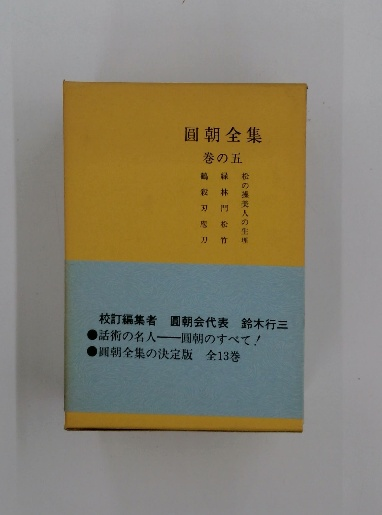 圓朝全集
巻の五
松の操美人の生埋
緑林門松竹
鶴殺刃庖刀
校訂編集者 圓朝会代表 鈴木行三
●話術の名人――圓朝のすべて!
●圓朝全集の決定版 全13巻